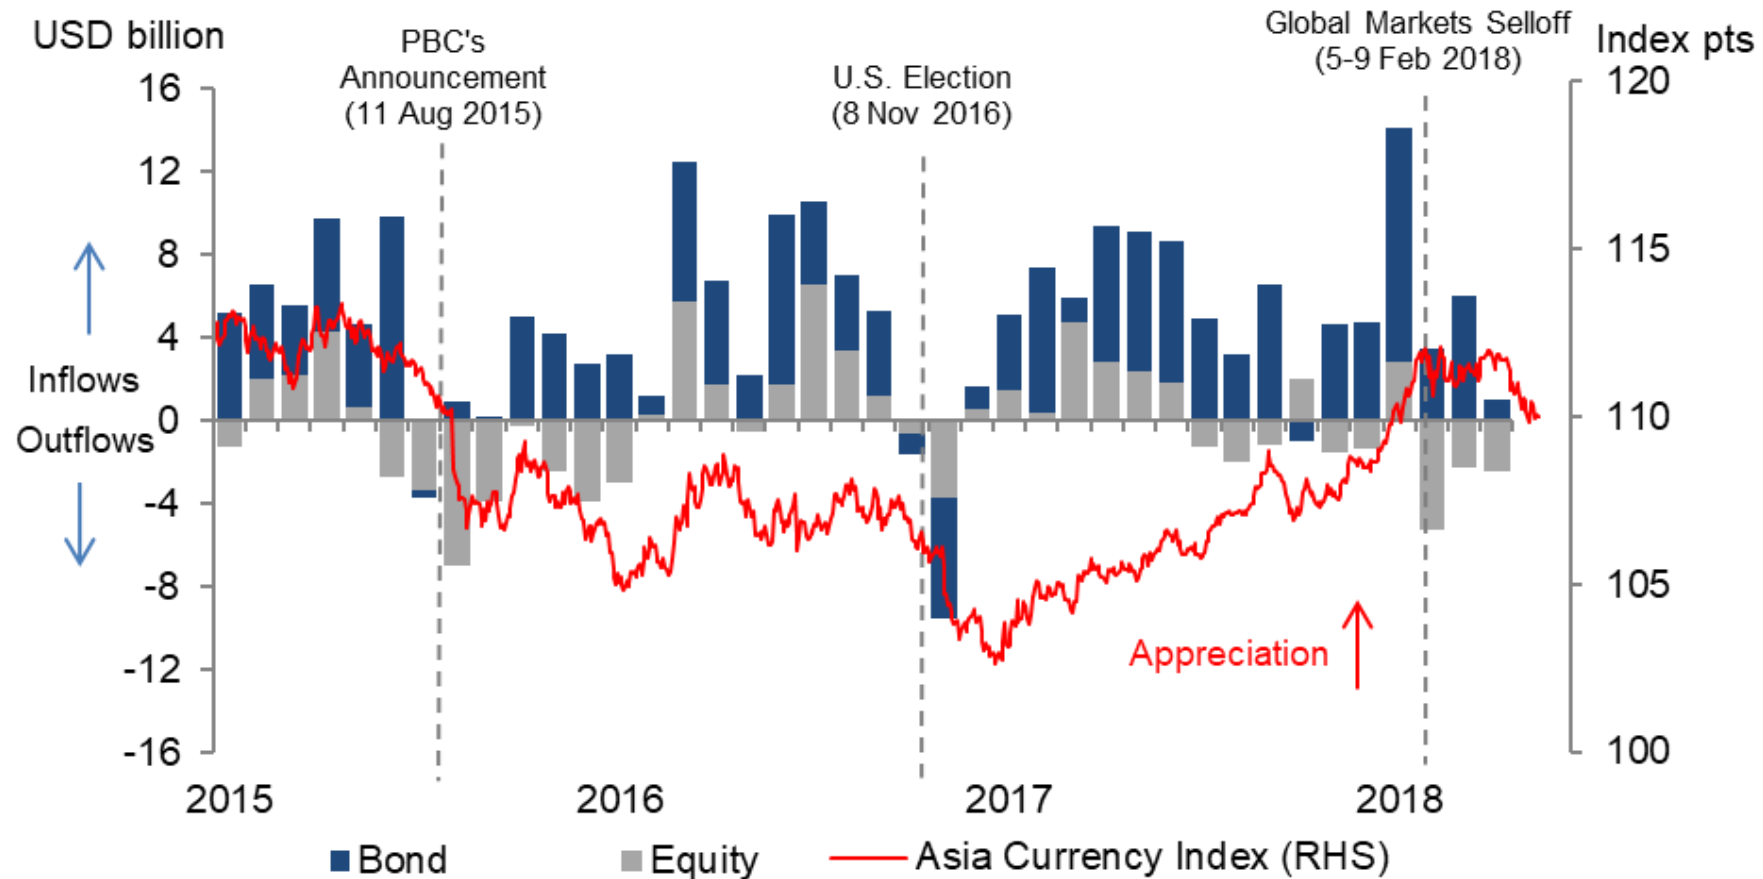 USD billion
PBC's
Announcement
(11 Aug 2015)
U.S. Election
(8 Nov 2016)
Global Markets Selloff
(5-9 Feb 2018)
Index pts
16
12
8
4
0
-4
-8
-12
-16
Inflows
Outflows
120
115
110
105
100
Appreciation
2015
2016
2017
2018
Bond
Equity
Asia Currency Index (RHS)